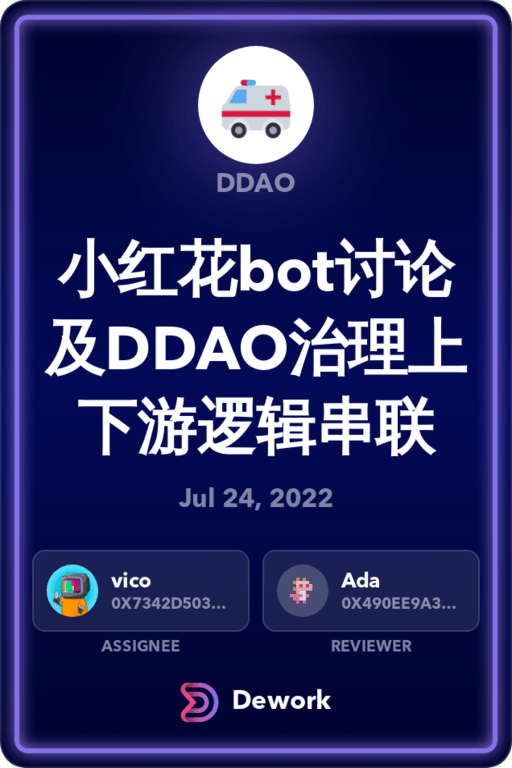 DDAO
小红花bot讨论
及DDAO治理上
下游逻辑串联
Jul 24, 2022
vico
0X7342D503...
ASSIGNEE
Ada
0X490EE9A3...
REVIEWER
Dework